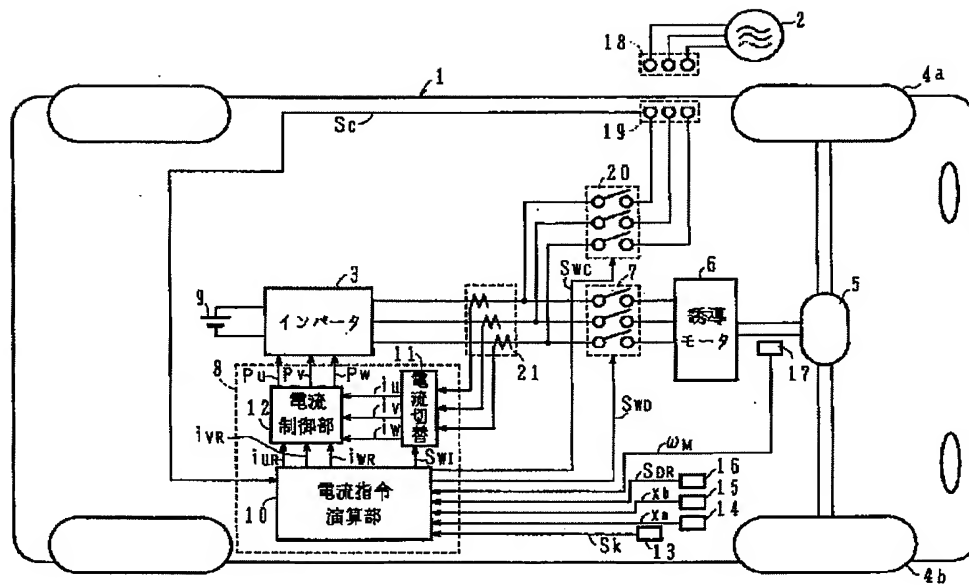 2
18
1
4a
Sc
19
20
SWC
3
7
6
5
9
インバータ
誘導
モータ
17
21
8
Pu
Pv
Pw
11
iu
iv
iw
電流切替
12
電流
制御部
SWD
iVR
iUR
iWR
SWI
ωM
SDR
16
xb
15
xa
14
10
電流指令
演算部
Sk
13
4b